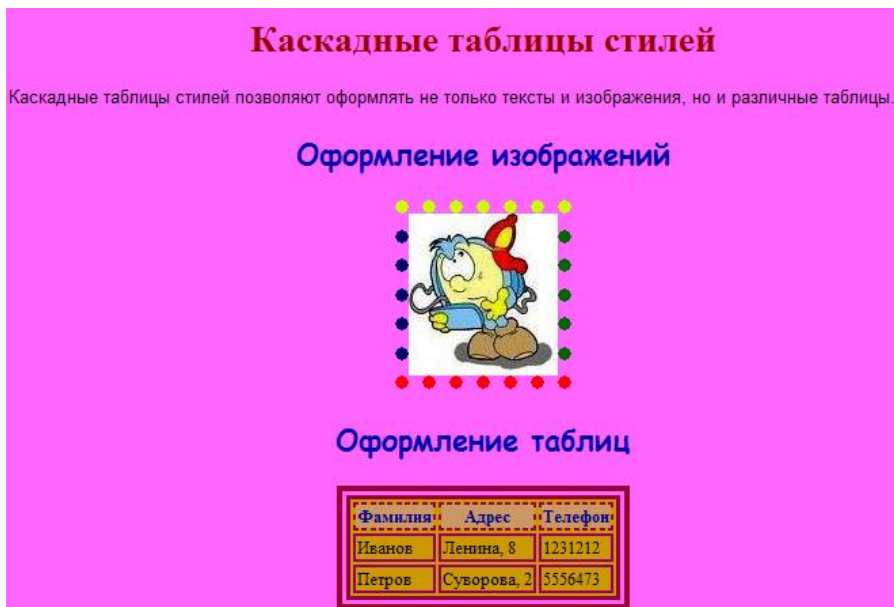 Каскадные таблицы стилей
Каскадные таблицы стилей позволяют оформлять не только тексты и изображения, но и различные таблицы.
Оформление изображений
Оформление таблиц
Фамилия Адрес Телефон
Иванов Ленина, 8 1231212
Петров Суворова, 2 5556473